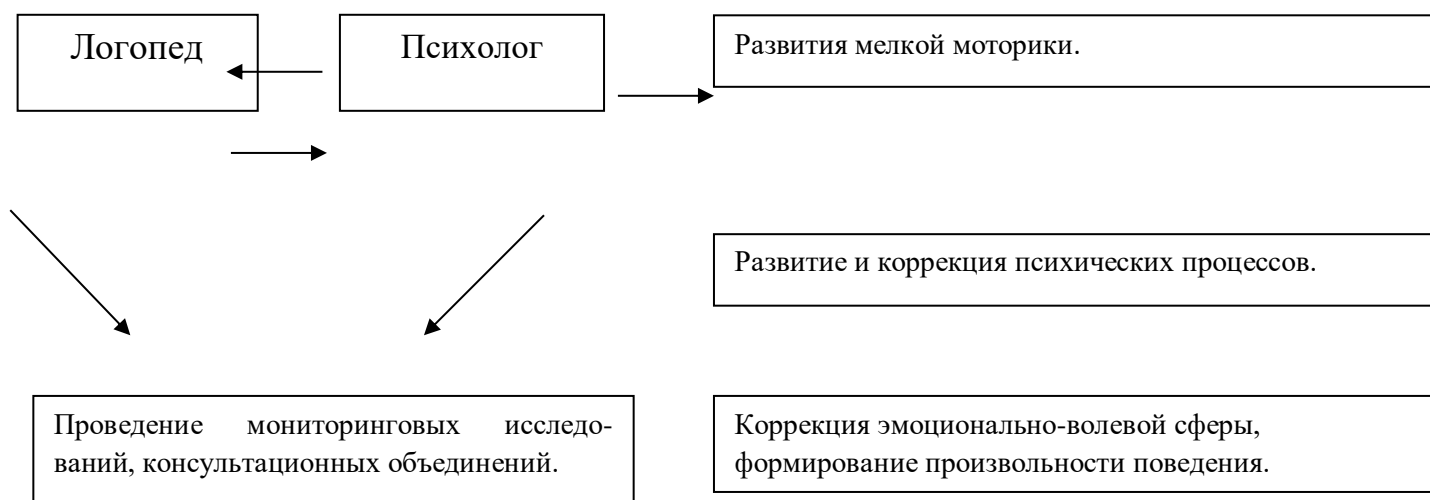 Логопед
Психолог
Развития мелкой моторики.
Развитие и коррекция психических процессов.
Проведение мониторинговых исследо-
ваний, консультационных объединений.
Коррекция эмоционально-волевой сферы,
формирование произвольности поведения.